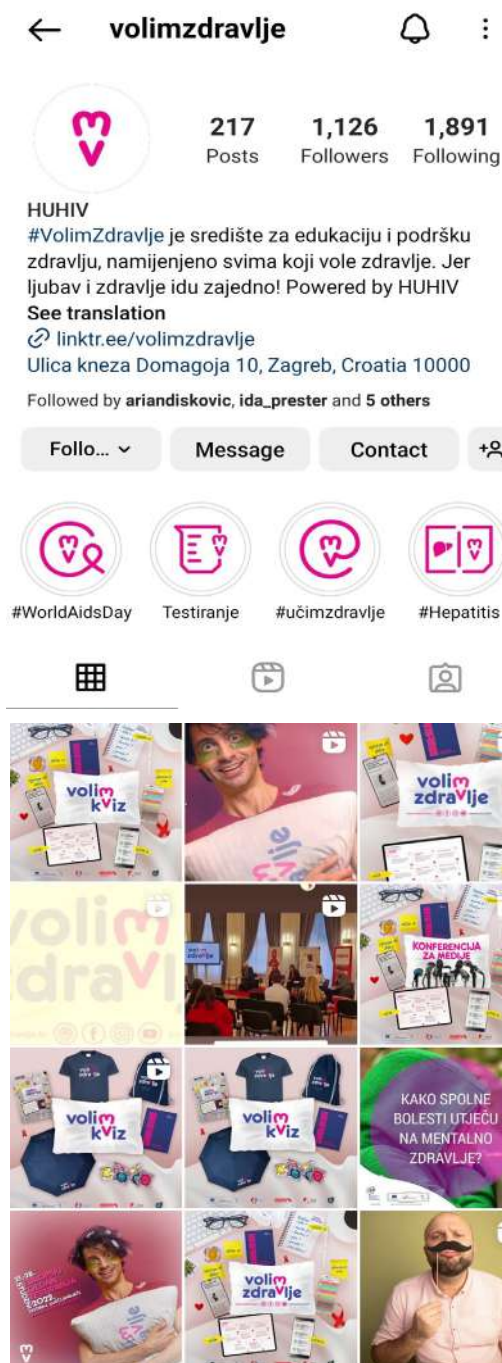 volimzdravlje
217
1,126
1,891
Posts
Followers
Following
HUHIV
#VolimZdravlje je središte za edukaciju i podršku
zdravlju, namijenjeno svima koji vole zdravlje. Jer
ljubav i zdravlje idu zajedno! Powered by HUHIV
See translation
linktr.ee/volimzdravlje
Ulica kneza Domagoja 10, Zagreb, Croatia 10000
Followed by ariandiskovic, ida_prester and 5 others
Follo...
Message
Contact
#WorldAidsDay
Testiranje
#učimzdravlje
#Hepatitis
volim
kviz
volim
zdravlje
volim
zdravlje
KONFERENCIJA
ZA MEDIJE
volim
kviz
volim
kviz
KAKO SPOLNE
BOLESTI UTJEČU
NA MENTALNO
ZDRAVLJE?
2022.
volim
zdravlje